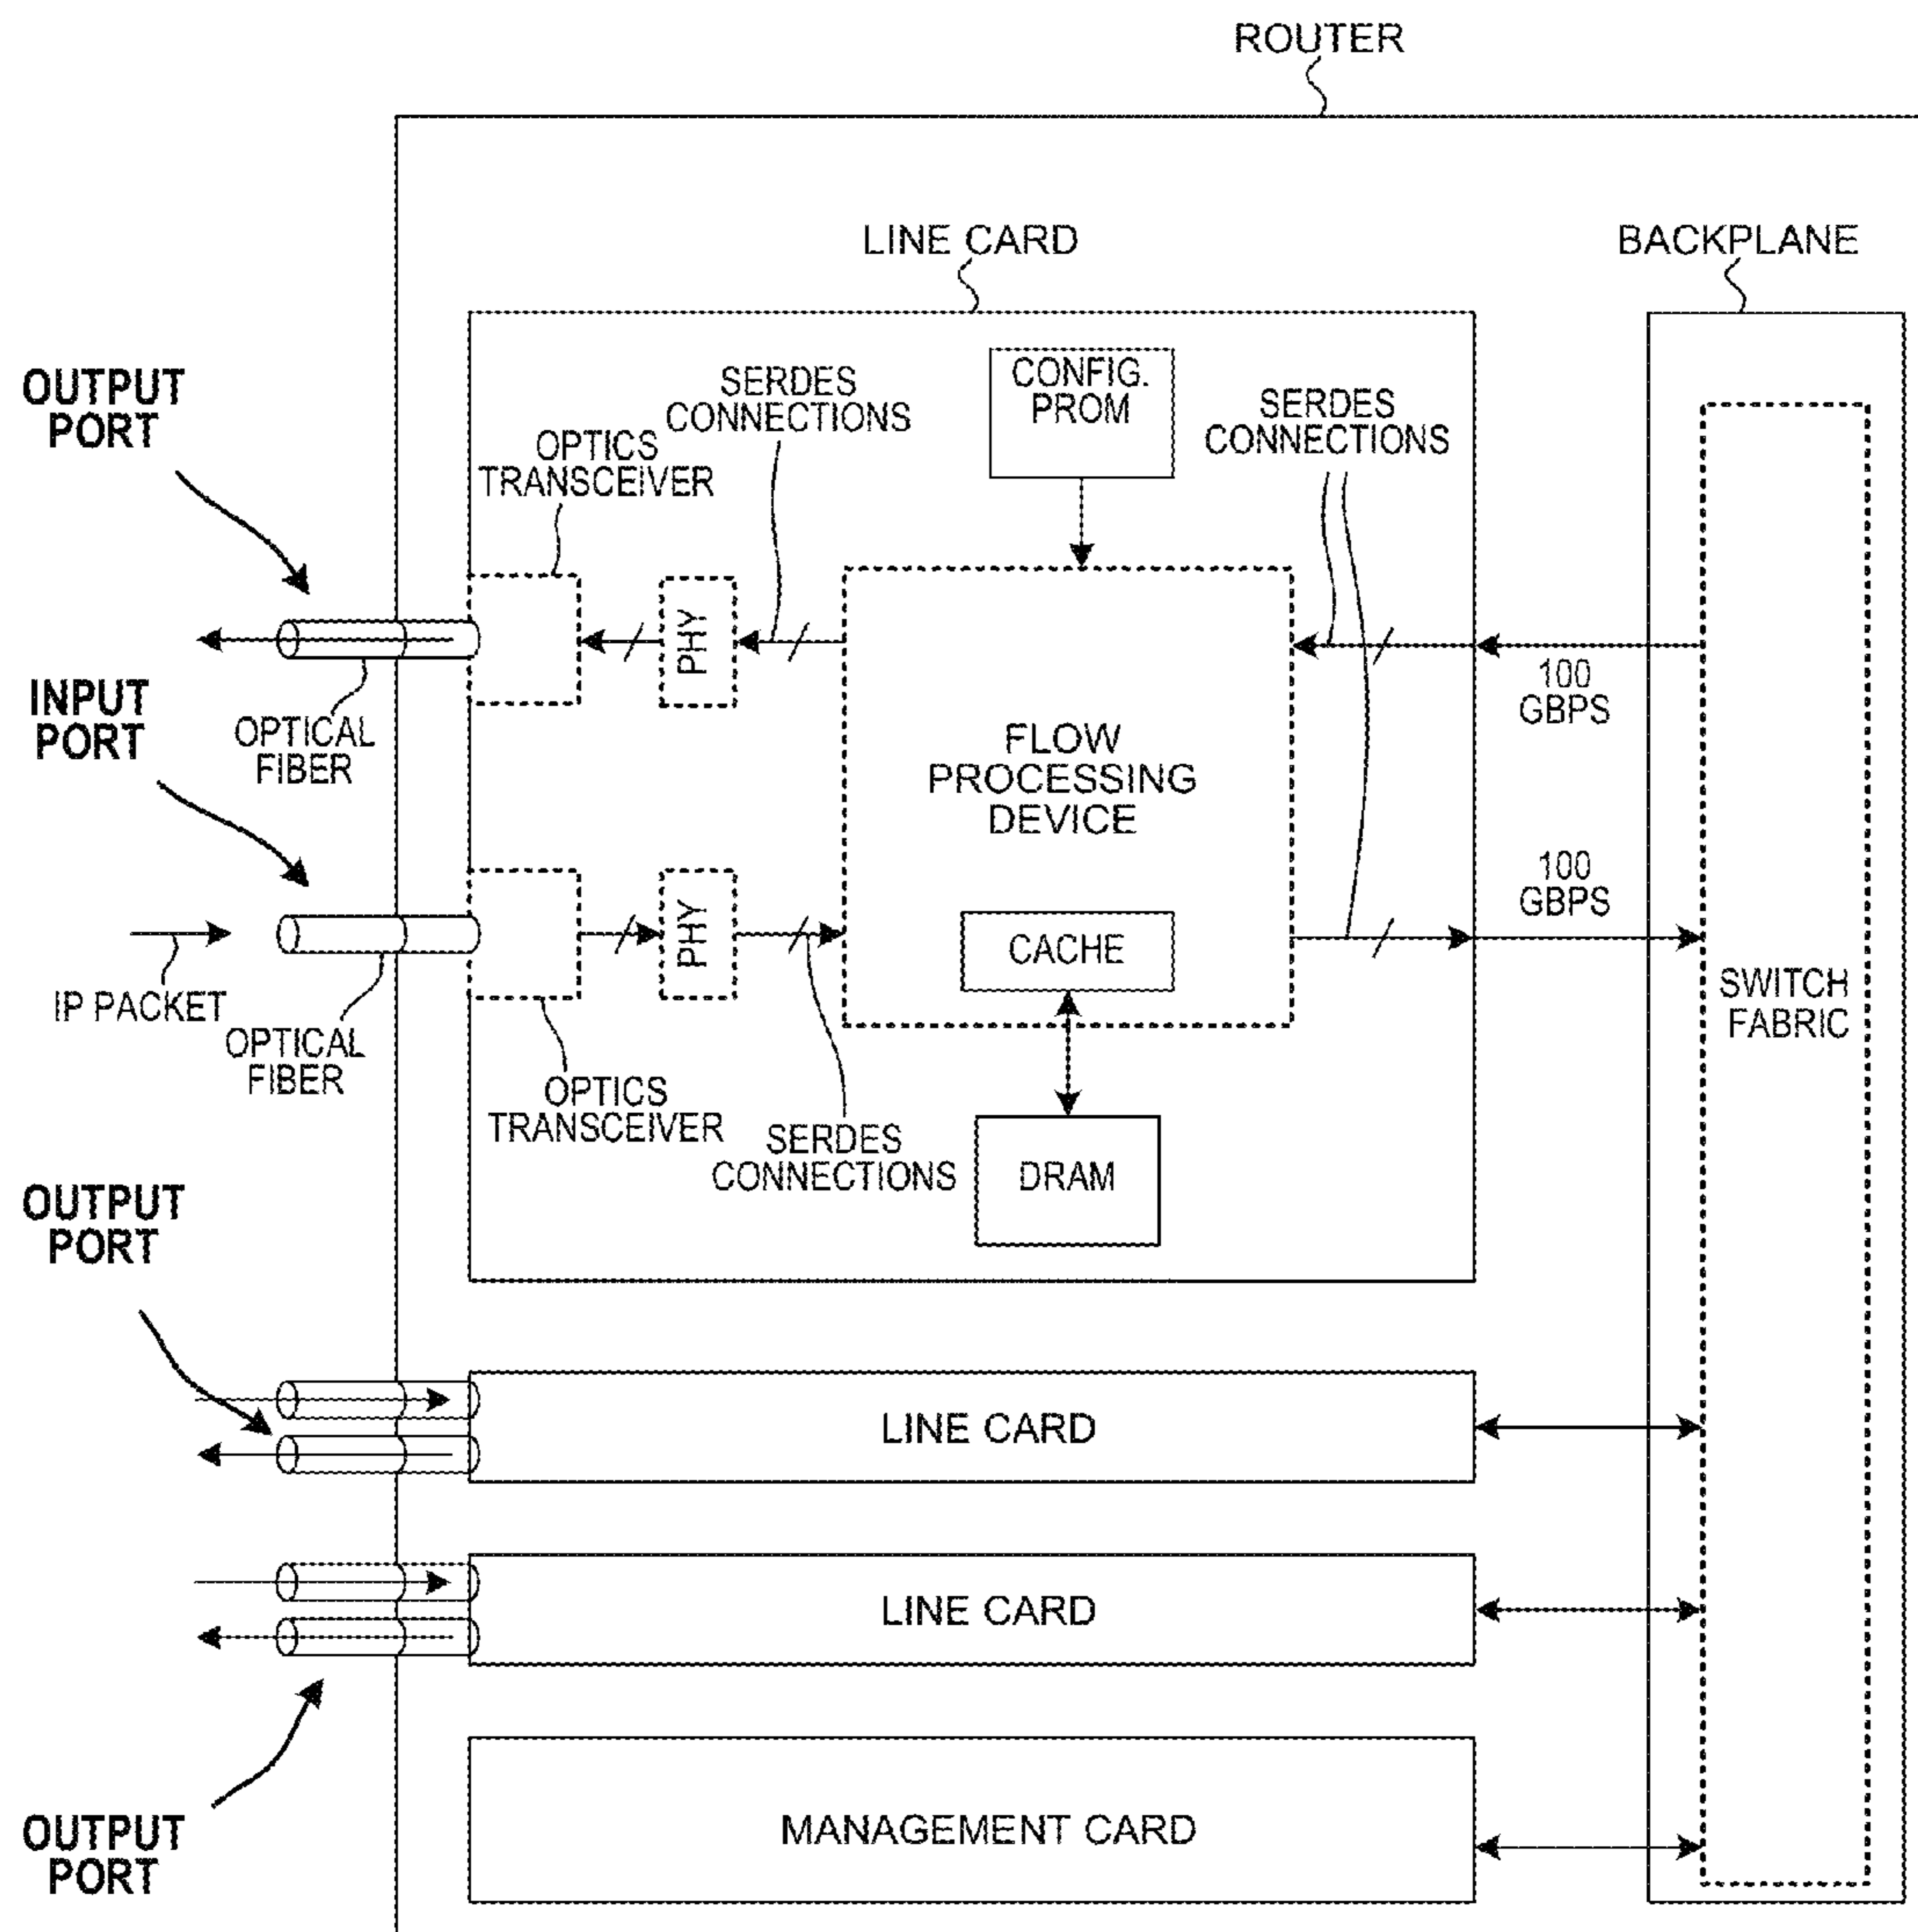 ROUTER
LINE CARD
BACKPLANE
OUTPUT
PORT
SERDES
CONNECTIONS
CONFIG.
PROM
SERDES
CONNECTIONS
OPTICS
TRANSCEIVER
PHY
100
GBPS
INPUT
PORT
OPTICAL
FIBER
FLOW
PROCESSING
DEVICE
100
GBPS
PHY
CACHE
IP PACKET
OPTICAL
FIBER
SWITCH
FABRIC
OPTICS
TRANSCEIVER
SERDES
CONNECTIONS
DRAM
OUTPUT
PORT
LINE CARD
LINE CARD
OUTPUT
PORT
MANAGEMENT CARD